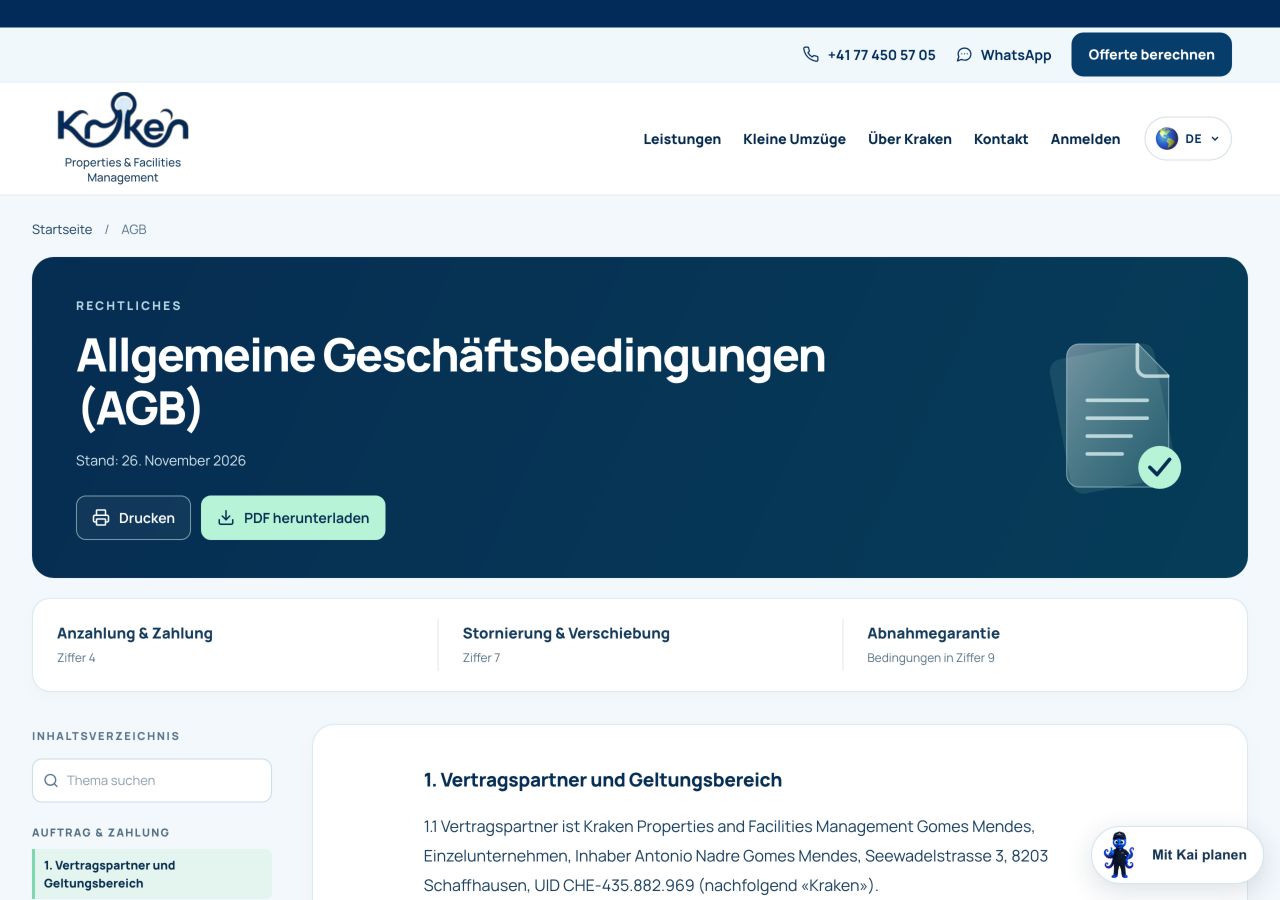 +41 77 450 57 05
WhatsApp
Offerte berechnen
Kraken
Properties & Facilities
Management
Leistungen
Kleine Umzüge
Über Kraken
Kontakt
Anmelden
DE
Startseite / AGB
RECHTLICHES
Allgemeine Geschäftsbedingungen
(AGB)
Stand: 26. November 2026
Drucken
PDF herunterladen
Anzahlung & Zahlung
Ziffer 4
Stornierung & Verschiebung
Ziffer 7
Abnahmegarantie
Bedingungen in Ziffer 9
INHALTSVERZEICHNIS
Thema suchen
AUFTRAG & ZAHLUNG
1. Vertragspartner und
Geltungsbereich
1. Vertragspartner und Geltungsbereich
1.1 Vertragspartner ist Kraken Properties and Facilities Management Gomes Mendes,
Einzelunternehmen, Inhaber Antonio Nadre Gomes Mendes, Seewadelstrasse 3, 8203
Schaffhausen, UID CHE-435.882.969 (nachfolgend «Kraken»).
Mit Kai planen